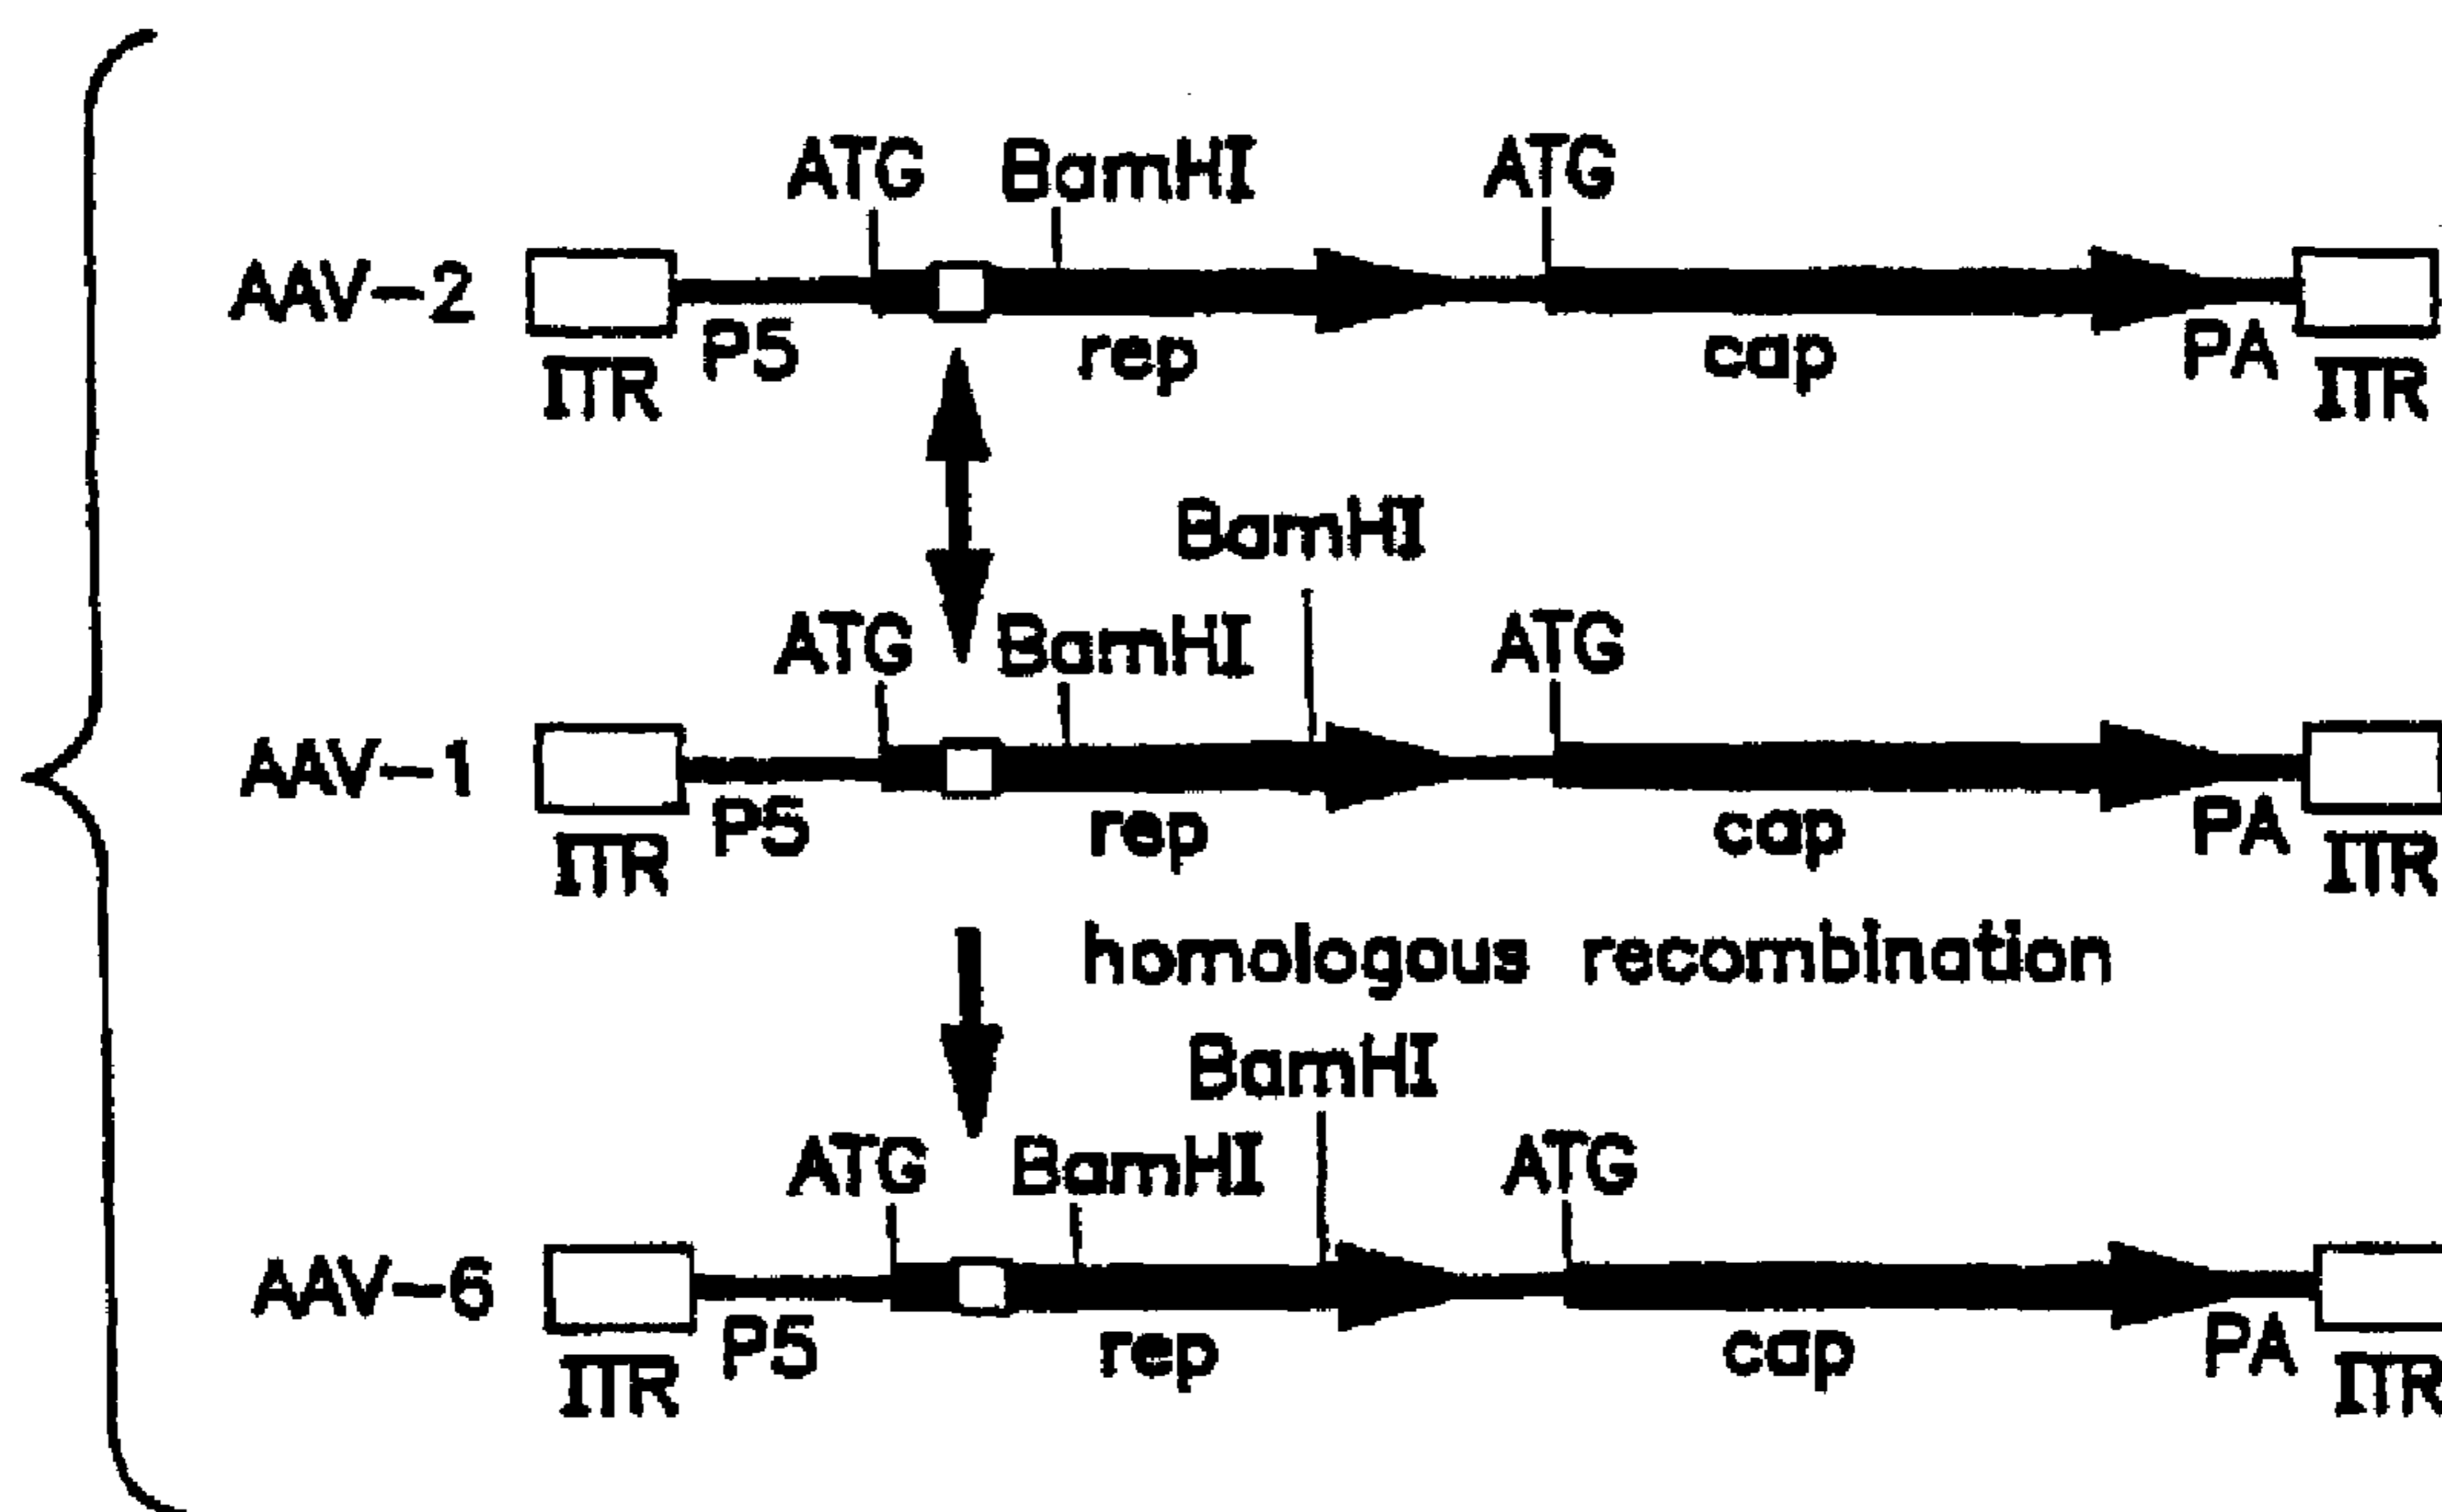 ATG BamHI ATG
AAV-2
P5 rep cap PA
ITR ITR
BamHI
ATG BamHI ATG
AAV-1
P5 rep cap PA
ITR ITR
homologous recombination
BamHI
ATG BamHI ATG
AAV-6
P5 rep cap PA
ITR ITR